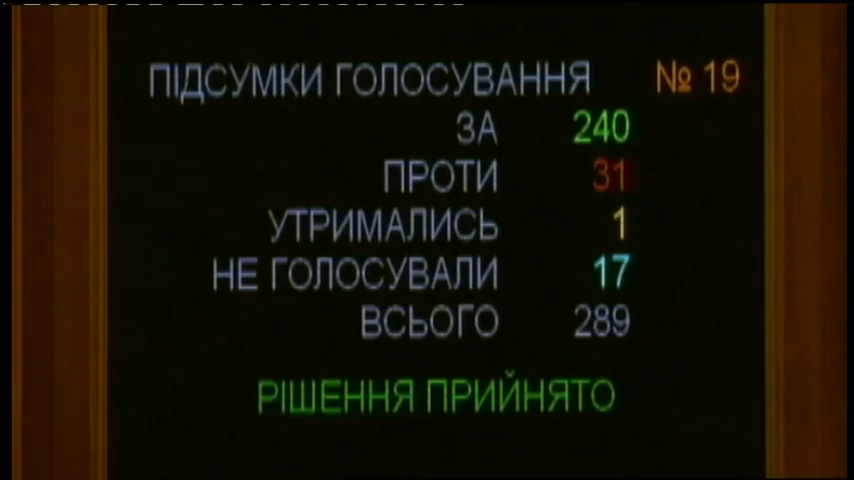 ПІДСУМКИ ГОЛОСУВАННЯ № 19
ЗА 240
ПРОТИ 31
УТРИМАЛИСЬ 1
НЕ ГОЛОСУВАЛИ 17
ВСЬОГО 289
РІШЕННЯ ПРИЙНЯТО